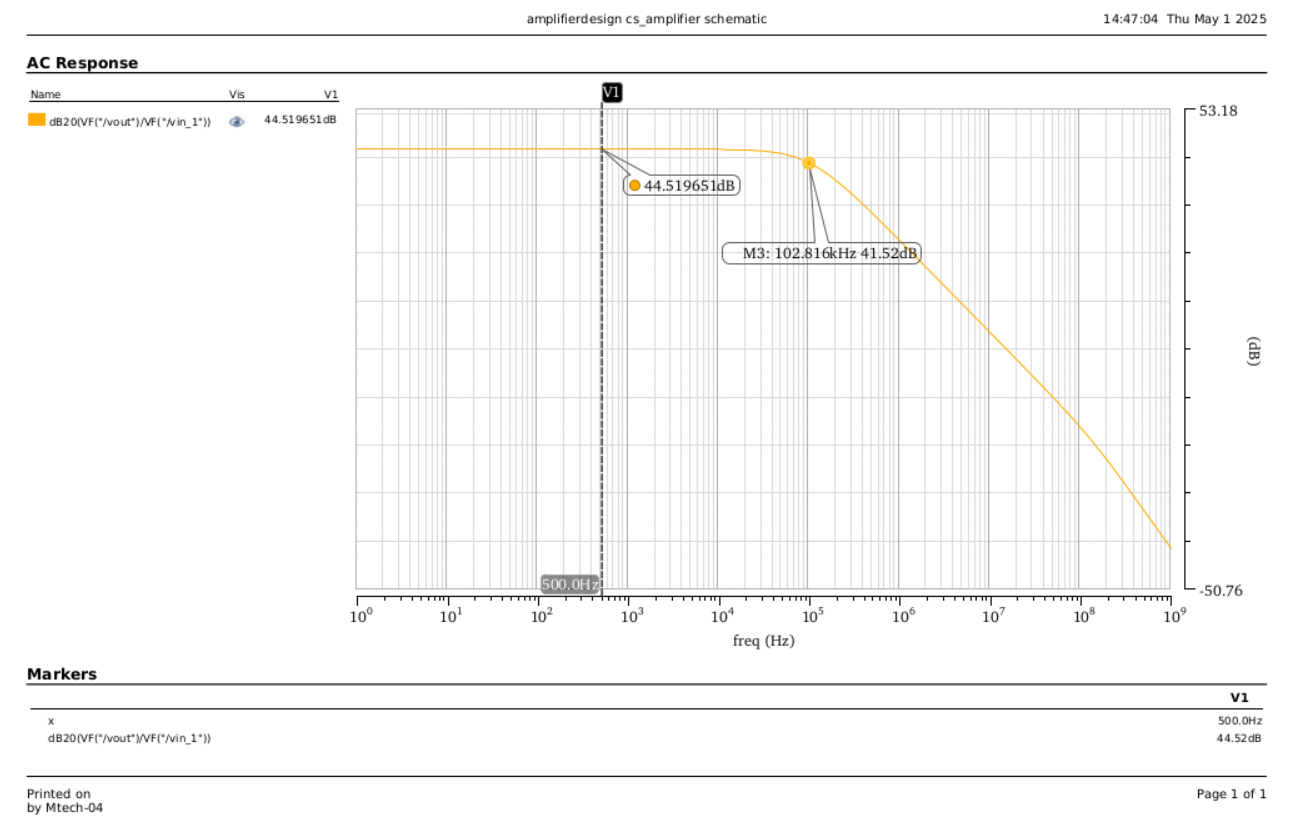 amplifierdesign cs_amplifier schematic 14:47:04 Thu May 1 2025
AC Response
Name Vis V1
dB20(VF("/vout")/VF("/vin_1")) 44.519651dB
V1
53.18
44.519651dB
M3: 102.816kHz 41.52dB
(dB)
500.0Hz
-50.76
10⁰ 10¹ 10² 10³ 10⁴ 10⁵ 10⁶ 10⁷ 10⁸ 10⁹
freq (Hz)
Markers
V1
x 500.0Hz
dB20(VF("/vout")/VF("/vin_1")) 44.52dB
Printed on Page 1 of 1
by Mtech-04